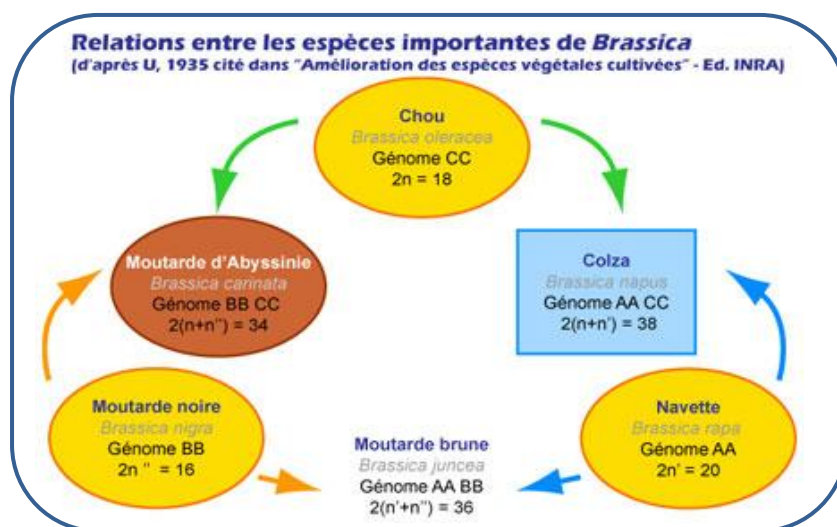 Relations entre les espèces importantes de Brassica
(d'après U, 1935 cité dans "Amélioration des espèces végétales cultivées" - Ed. INRA)
Chou
Brassica oleracea
Génome CC
2n = 18
Moutarde d'Abyssinie
Brassica carinata
Génome BB CC
2(n+n'') = 34
Colza
Brassica napus
Génome AA CC
2(n+n') = 38
Moutarde noire
Brassica nigra
Génome BB
2n '' = 16
Moutarde brune
Brassica juncea
Génome AA BB
2(n'+n'') = 36
Navette
Brassica rapa
Génome AA
2n' = 20